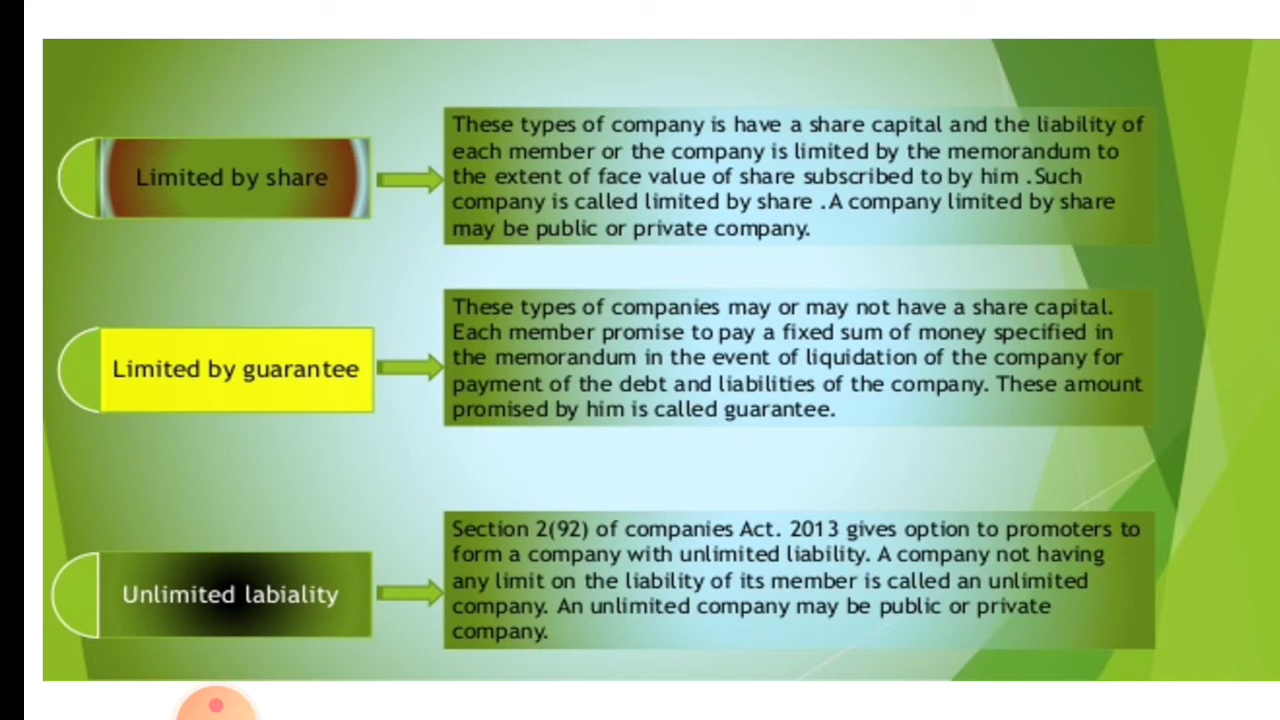 Limited by share
These types of company is have a share capital and the liability of
each member or the company is limited by the memorandum to
the extent of face value of share subscribed to by him .Such
company is called limited by share .A company limited by share
may be public or private company.
Limited by guarantee
These types of companies may or may not have a share capital.
Each member promise to pay a fixed sum of money specified in
the memorandum in the event of liquidation of the company for
payment of the debt and liabilities of the company. These amount
promised by him is called guarantee.
Unlimited labiality
Section 2(92) of companies Act. 2013 gives option to promoters to
form a company with unlimited liability. A company not having
any limit on the liability of its member is called an unlimited
company. An unlimited company may be public or private
company.